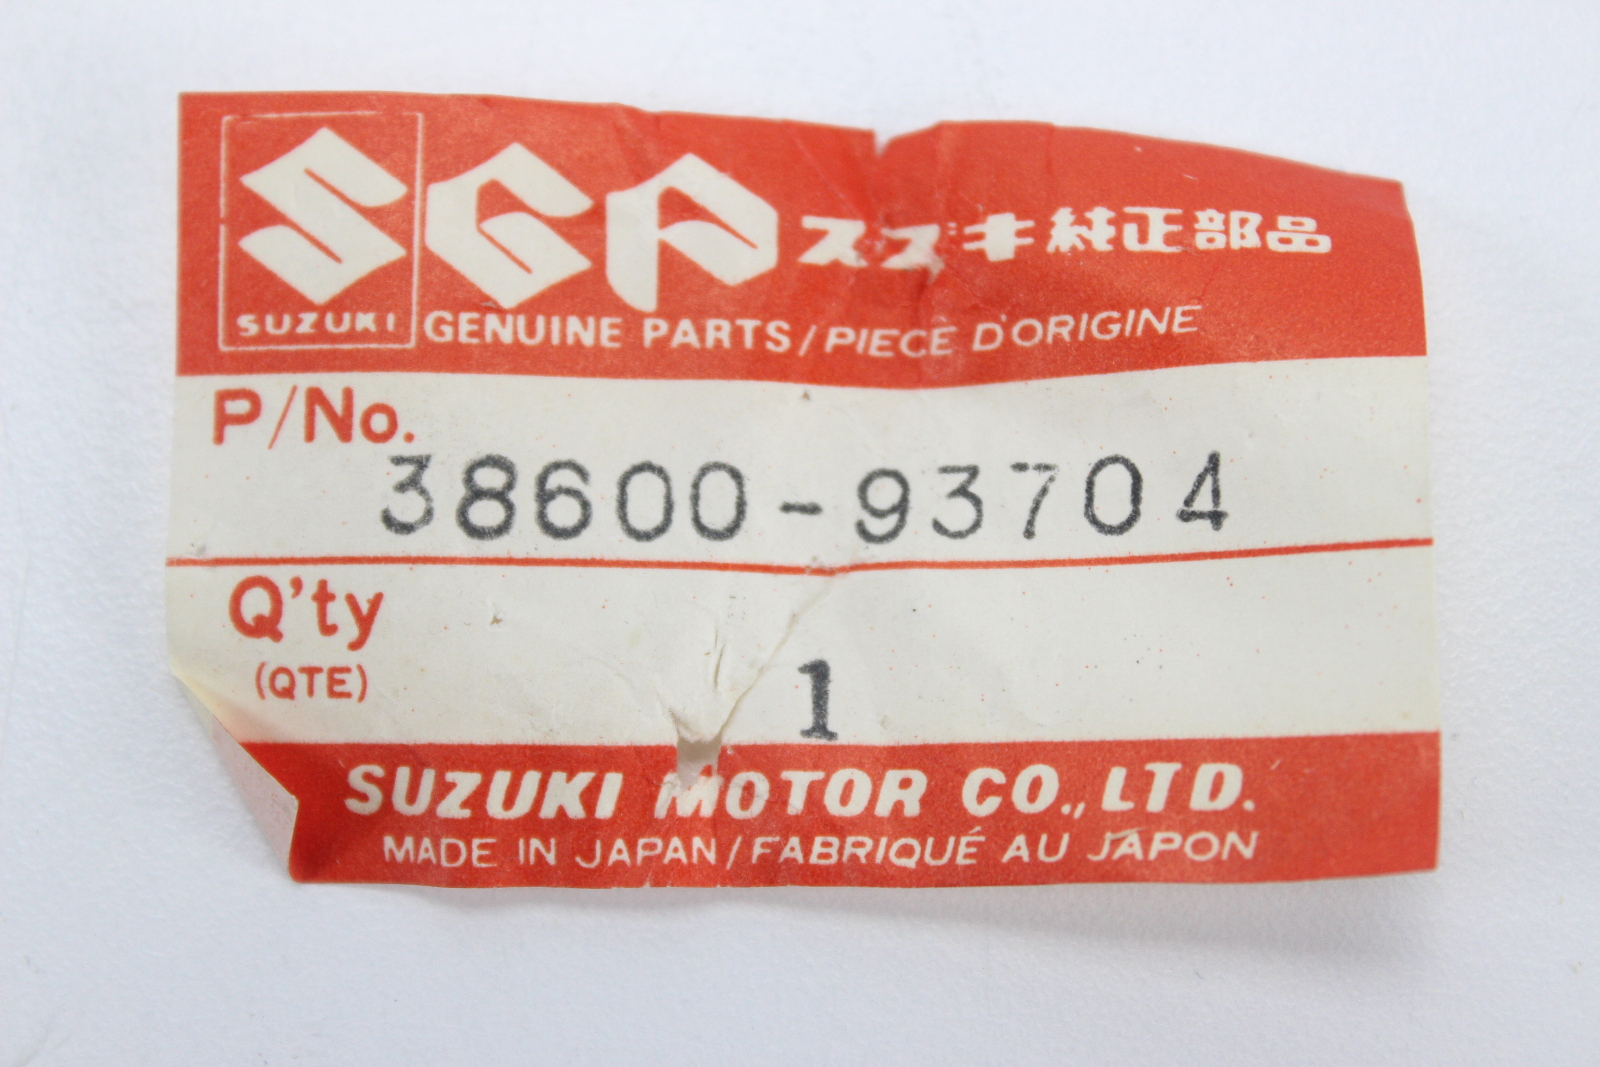 SGP スズキ純正部品
SUZUKI
GENUINE PARTS/PIECE D'ORIGINE
P/No.
38600-93704
Q'ty
(QTE)
1
SUZUKI MOTOR CO., LTD.
MADE IN JAPAN/FABRIQUÉ AU JAPON